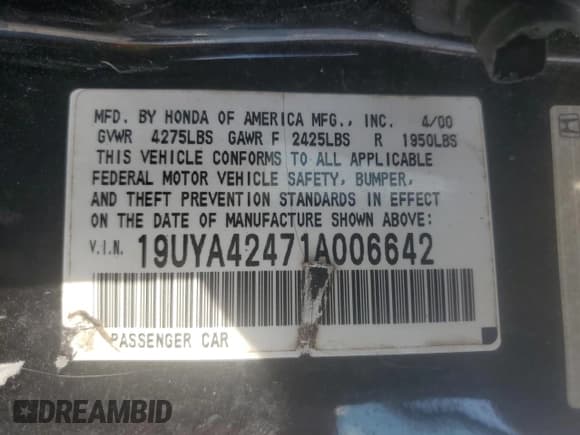 MFD. BY HONDA OF AMERICA MFG., INC. 4/00
GVWR 4275LBS GAWR F 2425LBS R 1950LBS
THIS VEHICLE CONFORMS TO ALL APPLICABLE
FEDERAL MOTOR VEHICLE SAFETY, BUMPER,
AND THEFT PREVENTION STANDARDS IN EFFECT
ON THE DATE OF MANUFACTURE SHOWN ABOVE:
V.I.N. 19UYA42471A006642
PASSENGER CAR
DREAMBID